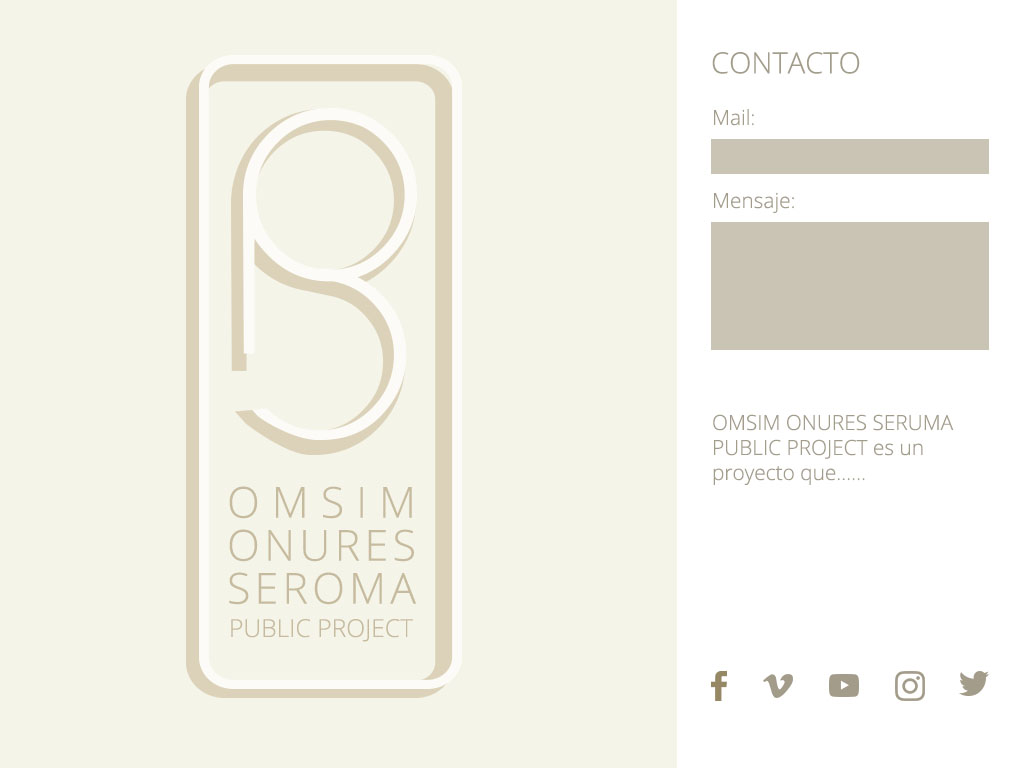 OMSIM
ONURES
SEROMA
PUBLIC PROJECT
CONTACTO
Mail:
Mensaje:
OMSIM ONURES SERUMA
PUBLIC PROJECT es un
proyecto que......